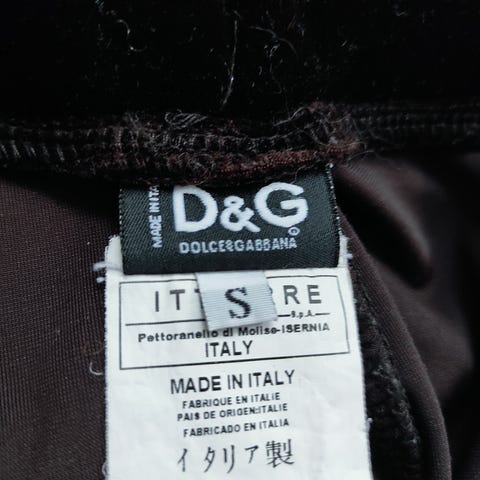 MADE IN ITALY
D&G
DOLCE&GABBANA
S
S.p.A.
Pettoranello di Molise-ISERNIA
ITALY
MADE IN ITALY
FABRIQUE EN ITALIE
PAIS DE ORIGEN:ITALIE
FABRICADO EN ITALIA
イタリア製